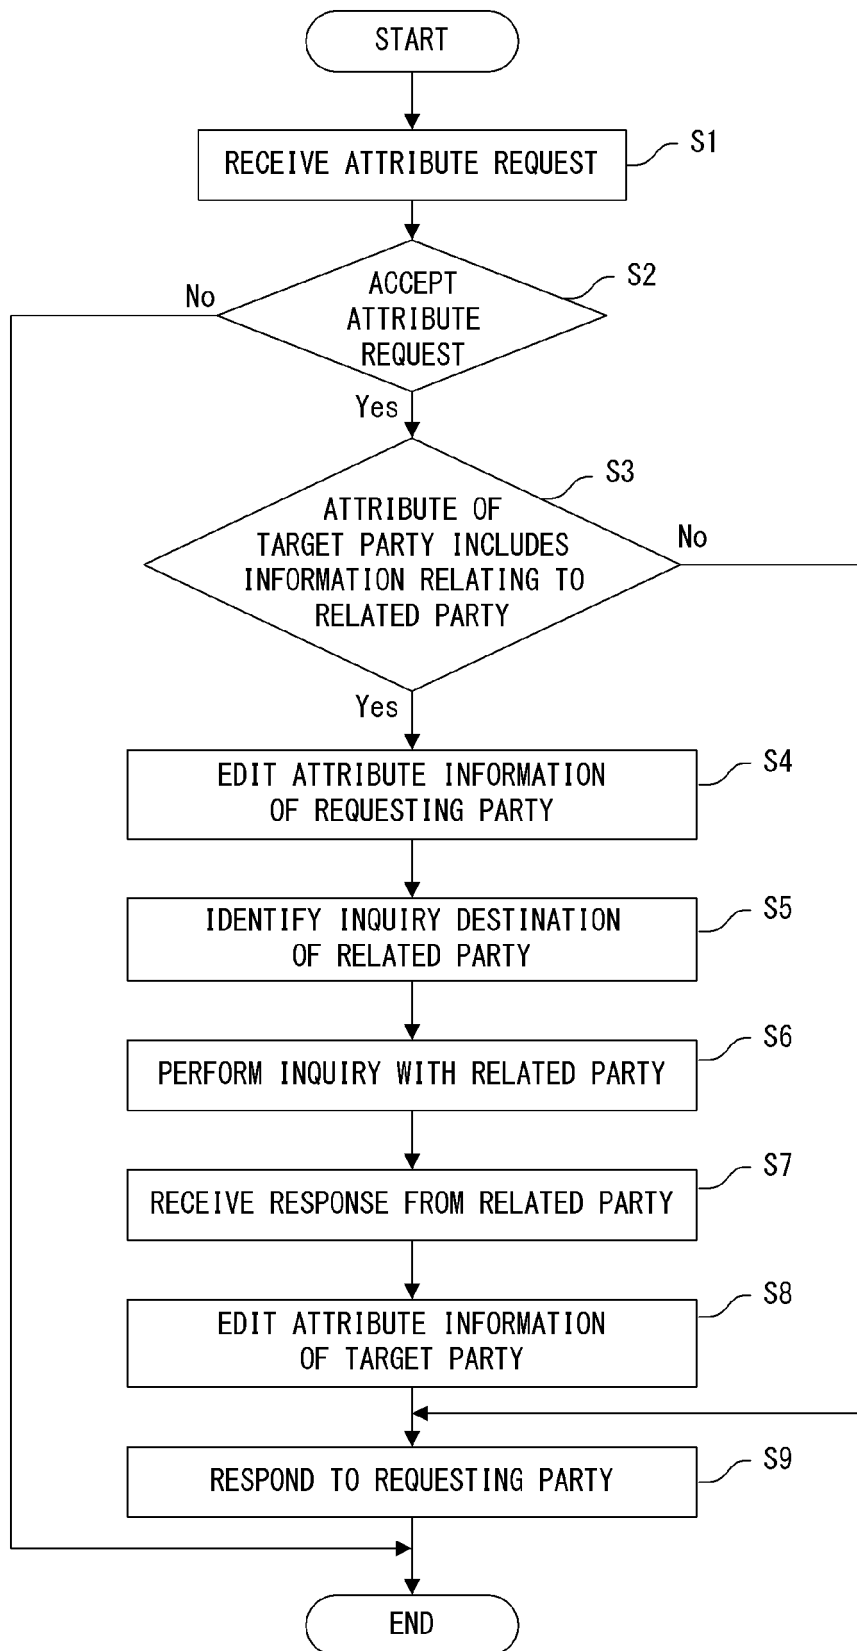 START
RECEIVE ATTRIBUTE REQUEST
S1
ACCEPT
ATTRIBUTE
REQUEST
S2
No
Yes
ATTRIBUTE OF
TARGET PARTY INCLUDES
INFORMATION RELATING TO
RELATED PARTY
S3
No
Yes
EDIT ATTRIBUTE INFORMATION
OF REQUESTING PARTY
S4
IDENTIFY INQUIRY DESTINATION
OF RELATED PARTY
S5
PERFORM INQUIRY WITH RELATED PARTY
S6
RECEIVE RESPONSE FROM RELATED PARTY
S7
EDIT ATTRIBUTE INFORMATION
OF TARGET PARTY
S8
RESPOND TO REQUESTING PARTY
S9
END